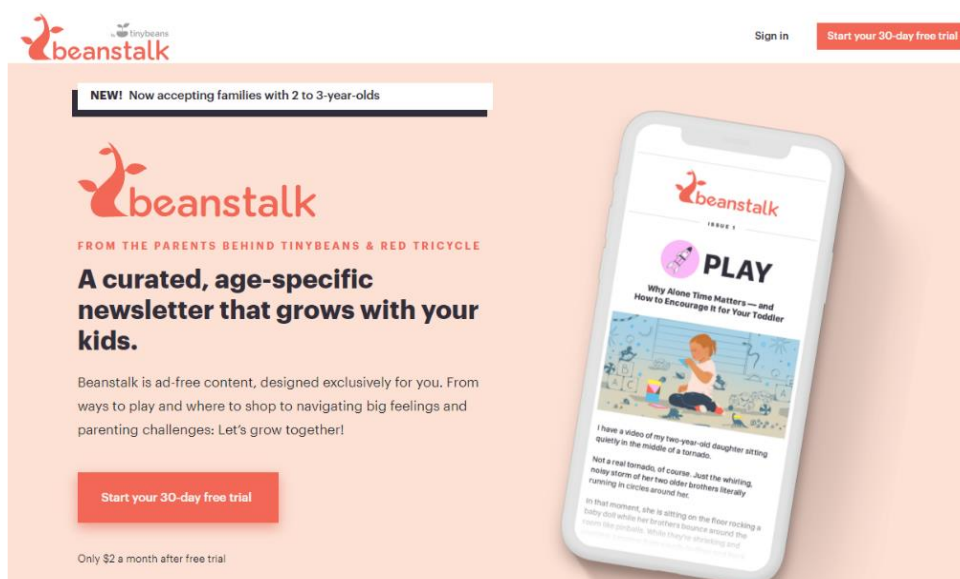 tinybeans
beanstalk
Sign in
Start your 30-day free trial
NEW! Now accepting families with 2 to 3-year-olds
beanstalk
FROM THE PARENTS BEHIND TINYBEANS & RED TRICYCLE
A curated, age-specific
newsletter that grows with your
kids.
Beanstalk is ad-free content, designed exclusively for you. From
ways to play and where to shop to navigating big feelings and
parenting challenges: Let's grow together!
Start your 30-day free trial
Only $2 a month after free trial
beanstalk
ISSUE 1
PLAY
Why Alone Time Matters — and
How to Encourage It for Your Toddler
I have a video of my two-year-old daughter sitting
quietly in the middle of a tornado.
Not a real tornado, of course. Just the whirling,
noisy storm of her two older brothers literally
running in circles around her.
In that moment, she is sitting on the floor rocking a
baby doll while her brothers bounce around the
room like pinballs. While they're shrieking and